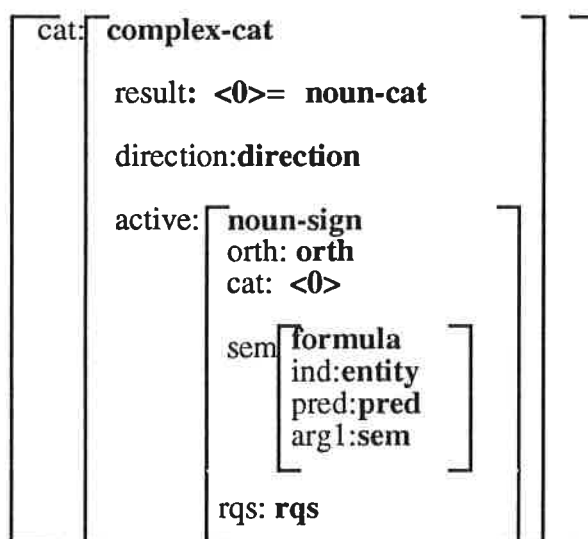 cat: complex-cat
result: <0>= noun-cat
direction:direction
active: noun-sign
orth: orth
cat: <0>
sem formula
ind:entity
pred:pred
arg1:sem
rqs: rqs